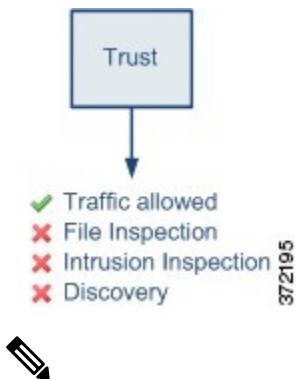 Trust
Traffic allowed
File Inspection
Intrusion Inspection
Discovery
372195